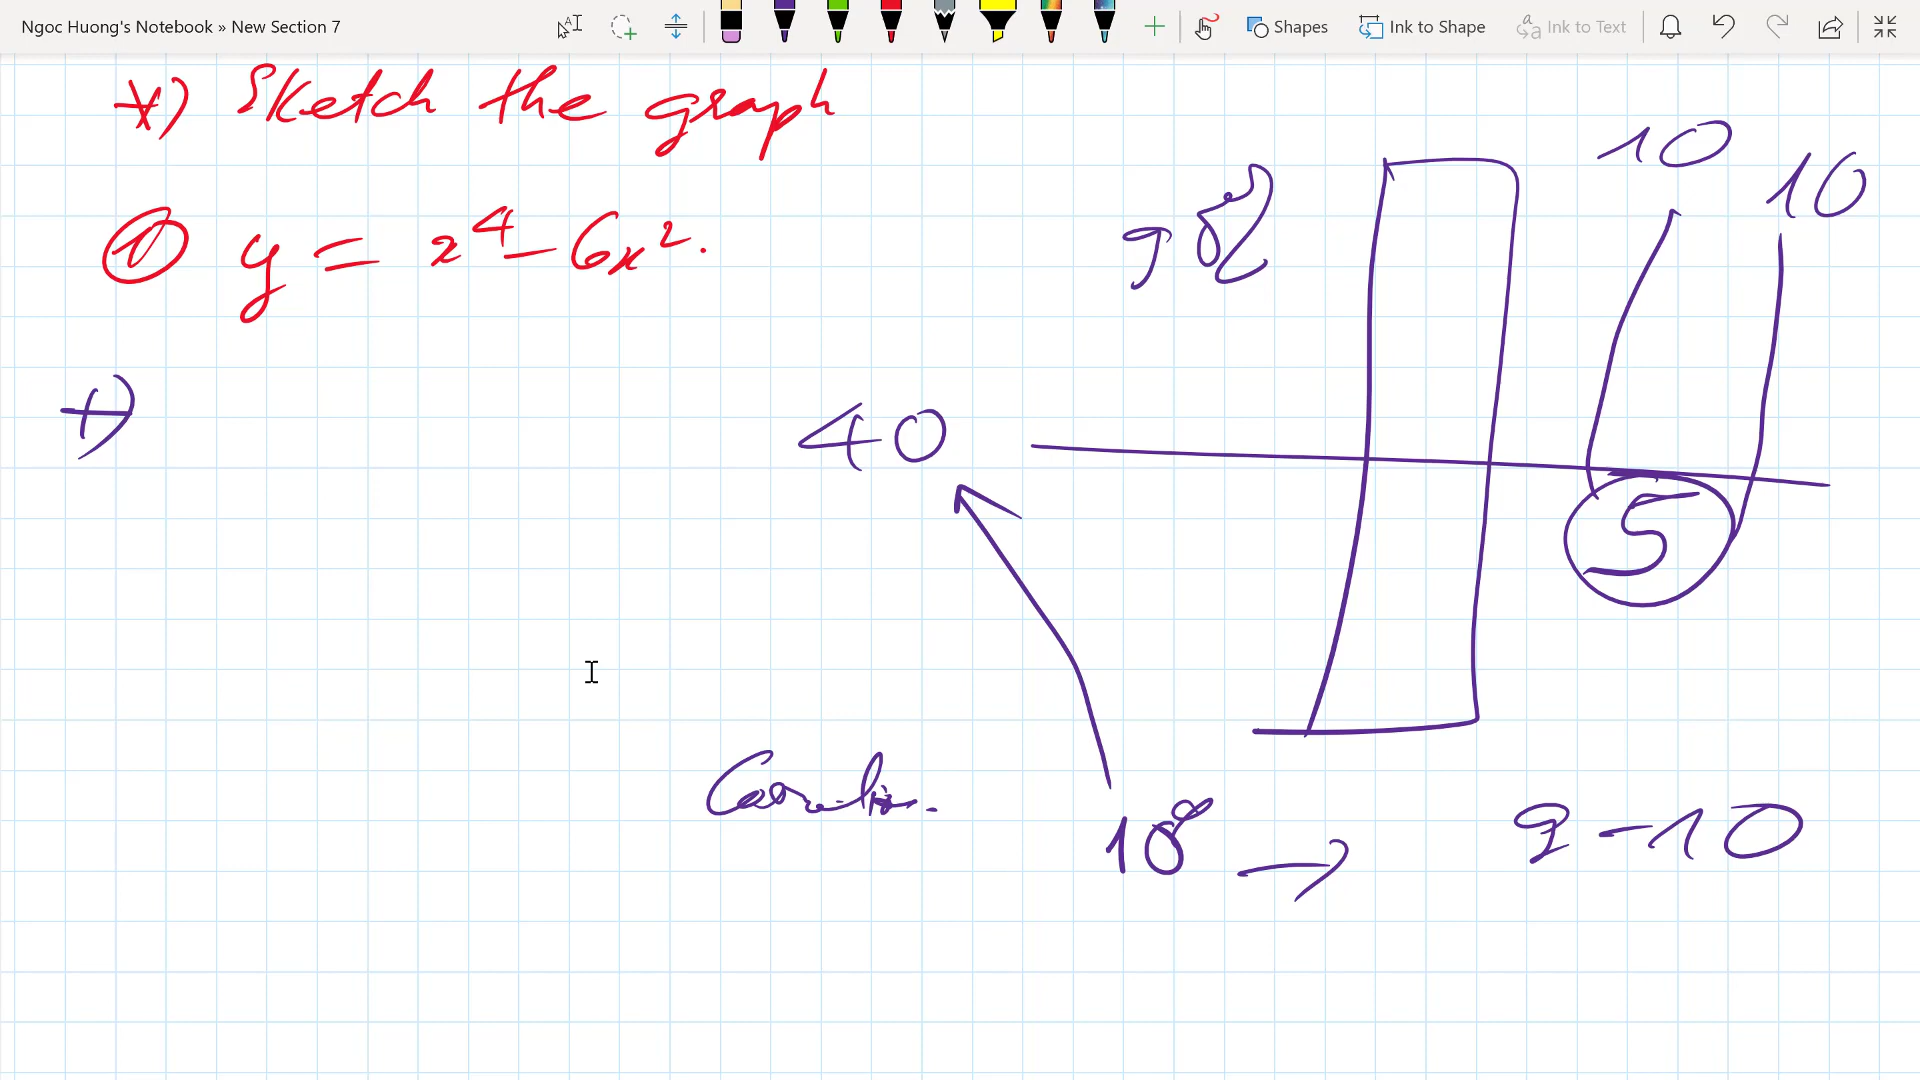 Ngoc Huong's Notebook » New Section 7
Shapes
Ink to Shape
Ink to Text
*) Sketch the graph
① y = x⁴ - 6x².
+)
10
10
40
5
→
9 - 10